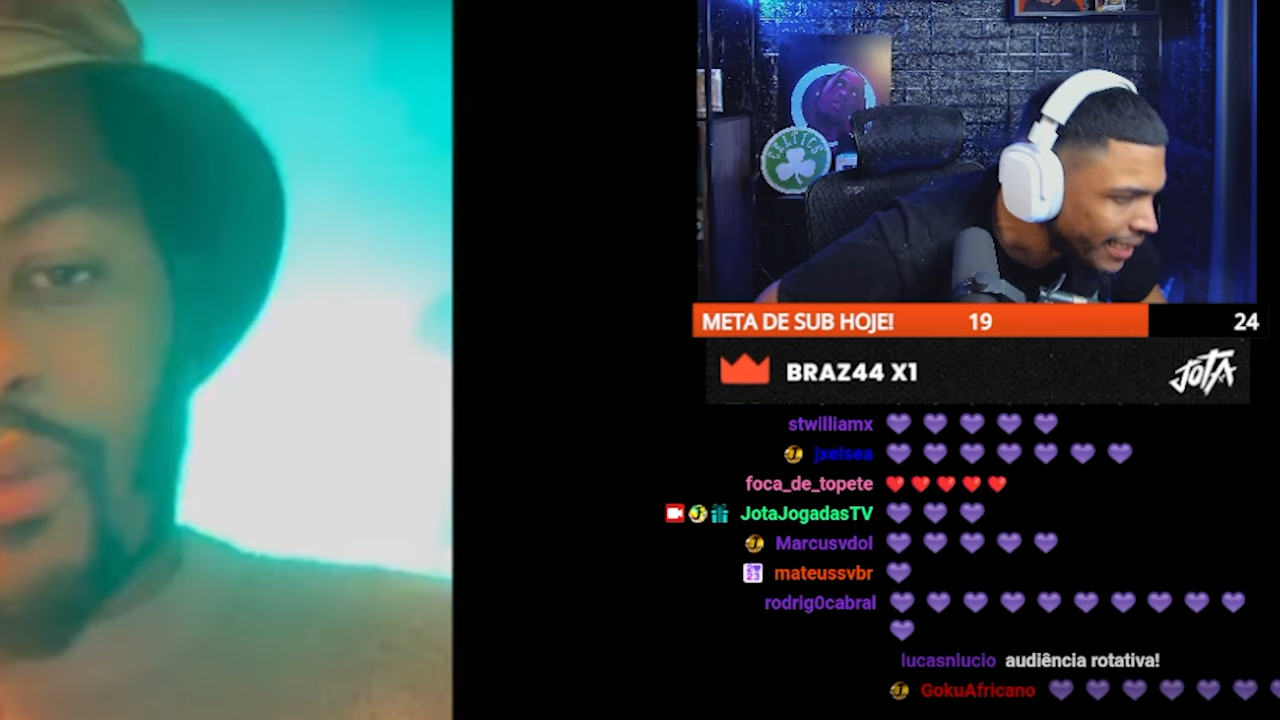 CELTICS
META DE SUB HOJE! 19 24
BRAZ44 X1 JOTA
stwilliamx
jxelsea
foca_de_topete
JotaJogadasTV
Marcusvdol
mateussvbr
rodrig0cabral
lucasnlucio audiência rotativa!
GokuAfricano